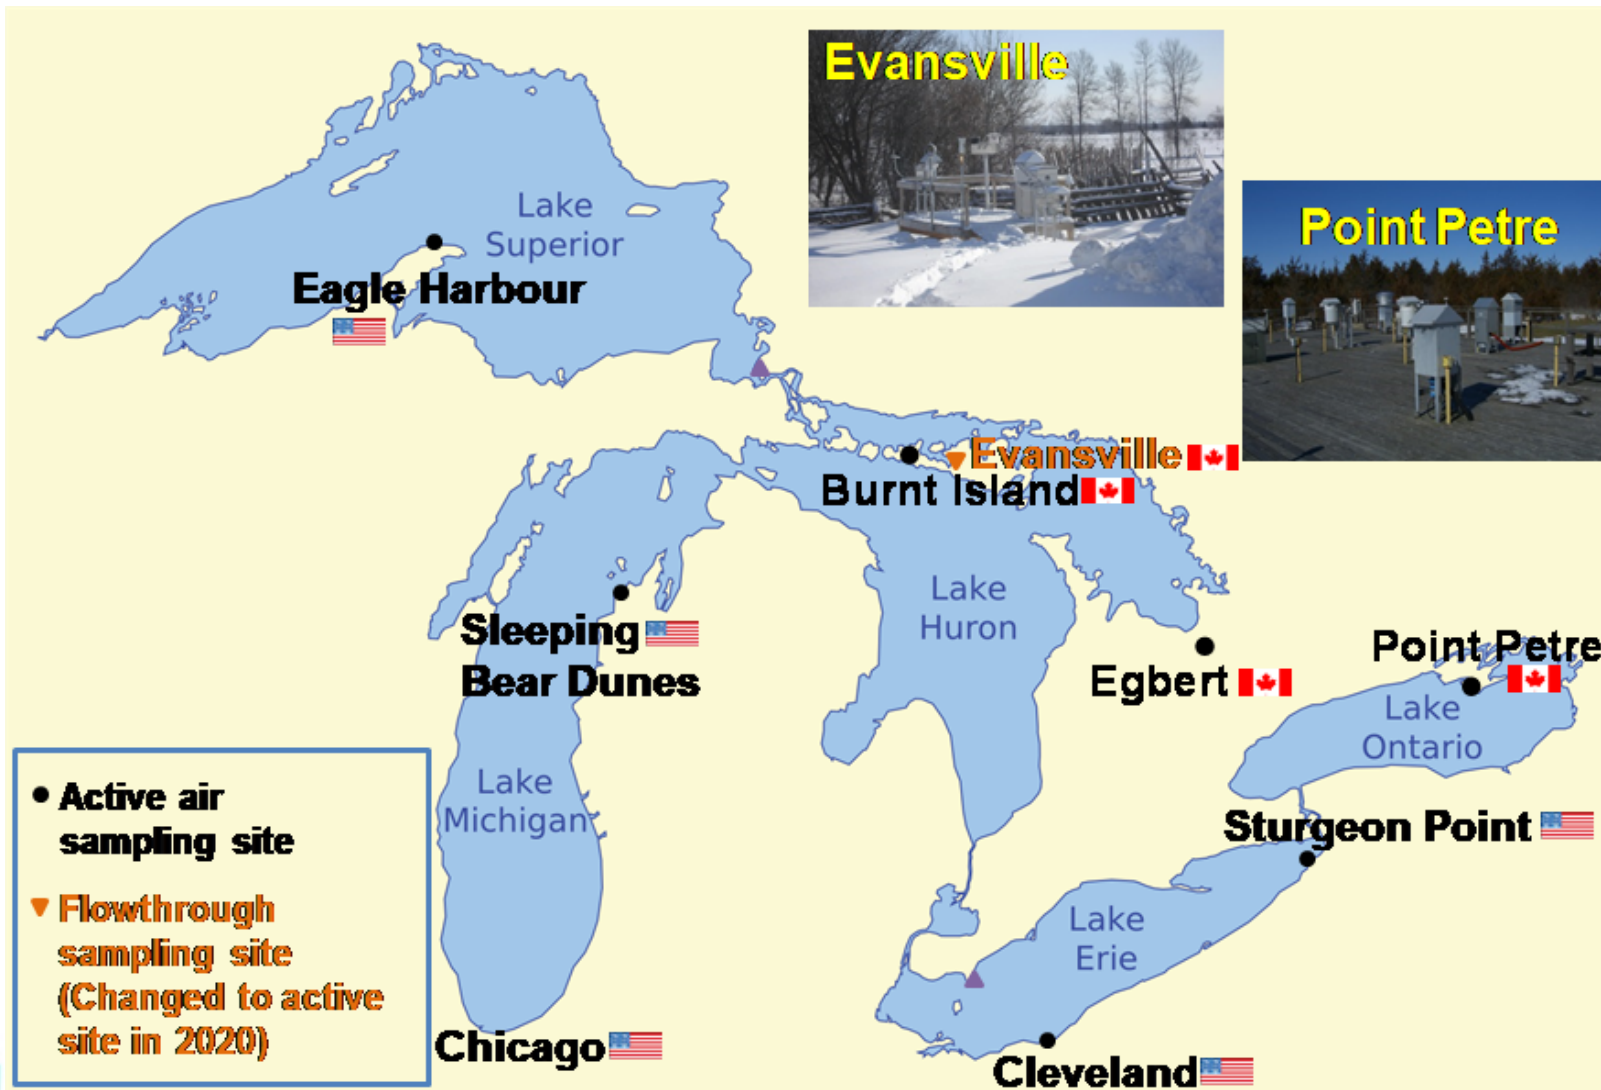 Evansville
Point Petre
Lake
Superior
Eagle Harbour
Evansville
Burnt Island
Lake
Huron
Sleeping
Bear Dunes
Egbert
Point Petre
Lake
Ontario
Lake
Michigan
Sturgeon Point
Lake
Erie
Chicago
Cleveland
Active air
sampling site
Flowthrough
sampling site
(Changed to active
site in 2020)